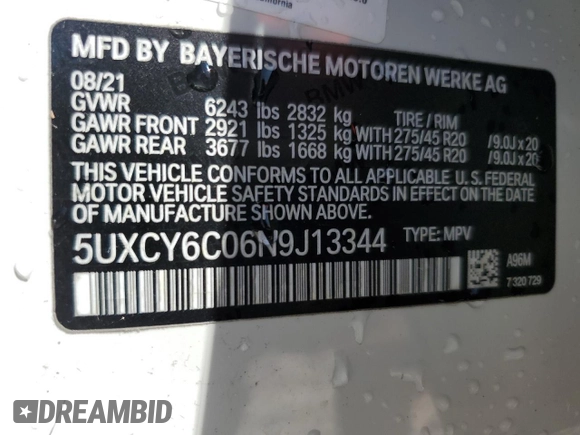 MFD BY BAYERISCHE MOTOREN WERKE AG
08/21
GVWR 6243 lbs 2832 kg TIRE / RIM
GAWR FRONT 2921 lbs 1325 kg WITH 275/45 R20 /9.0J x 20
GAWR REAR 3677 lbs 1668 kg WITH 275/45 R20 /9.0J x 20
THIS VEHICLE CONFORMS TO ALL APPLICABLE U. S. FEDERAL
MOTOR VEHICLE SAFETY STANDARDS IN EFFECT ON THE DATE OF
MANUFACTURE SHOWN ABOVE.
5UXCY6C06N9J13344 TYPE: MPV
A96M
7 320 729
DREAMBID